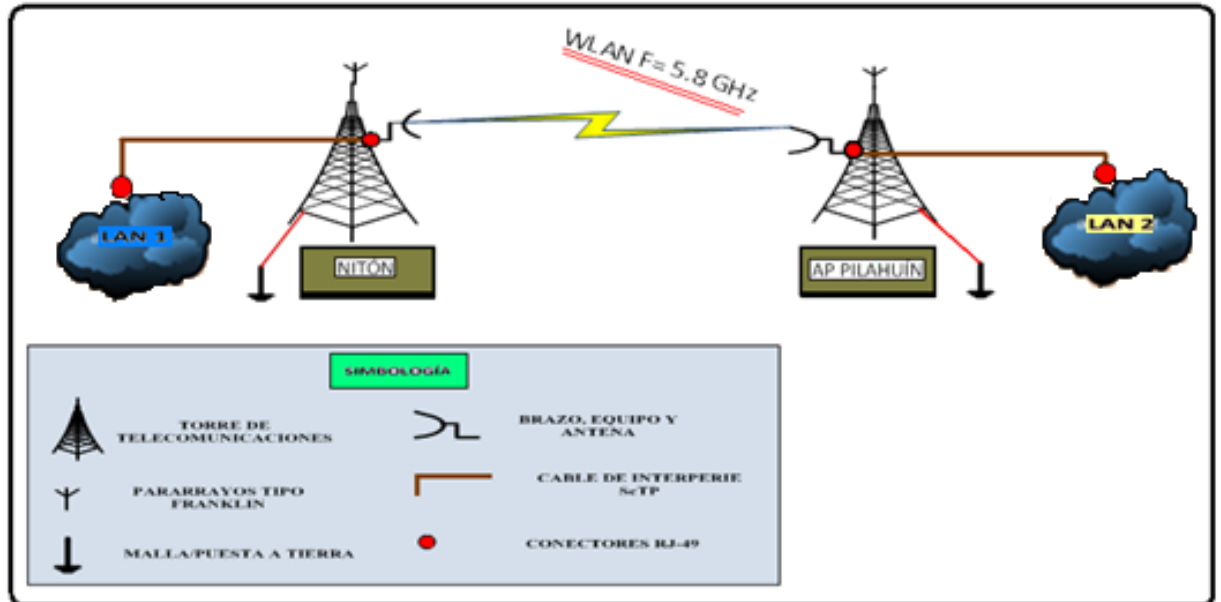 WLAN F= 5.8 GHz
LAN 1
LAN 2
NITÓN
AP PILAHUÍN
SIMBOLOGÍA
TORRE DE
TELECOMUNICACIONES
BRAZO, EQUIPO Y
ANTENA
PARARRAYOS TIPO
FRANKLIN
CABLE DE INTERPERIE
ScTP
MALLA/PUESTA A TIERRA
CONECTORES RJ-49